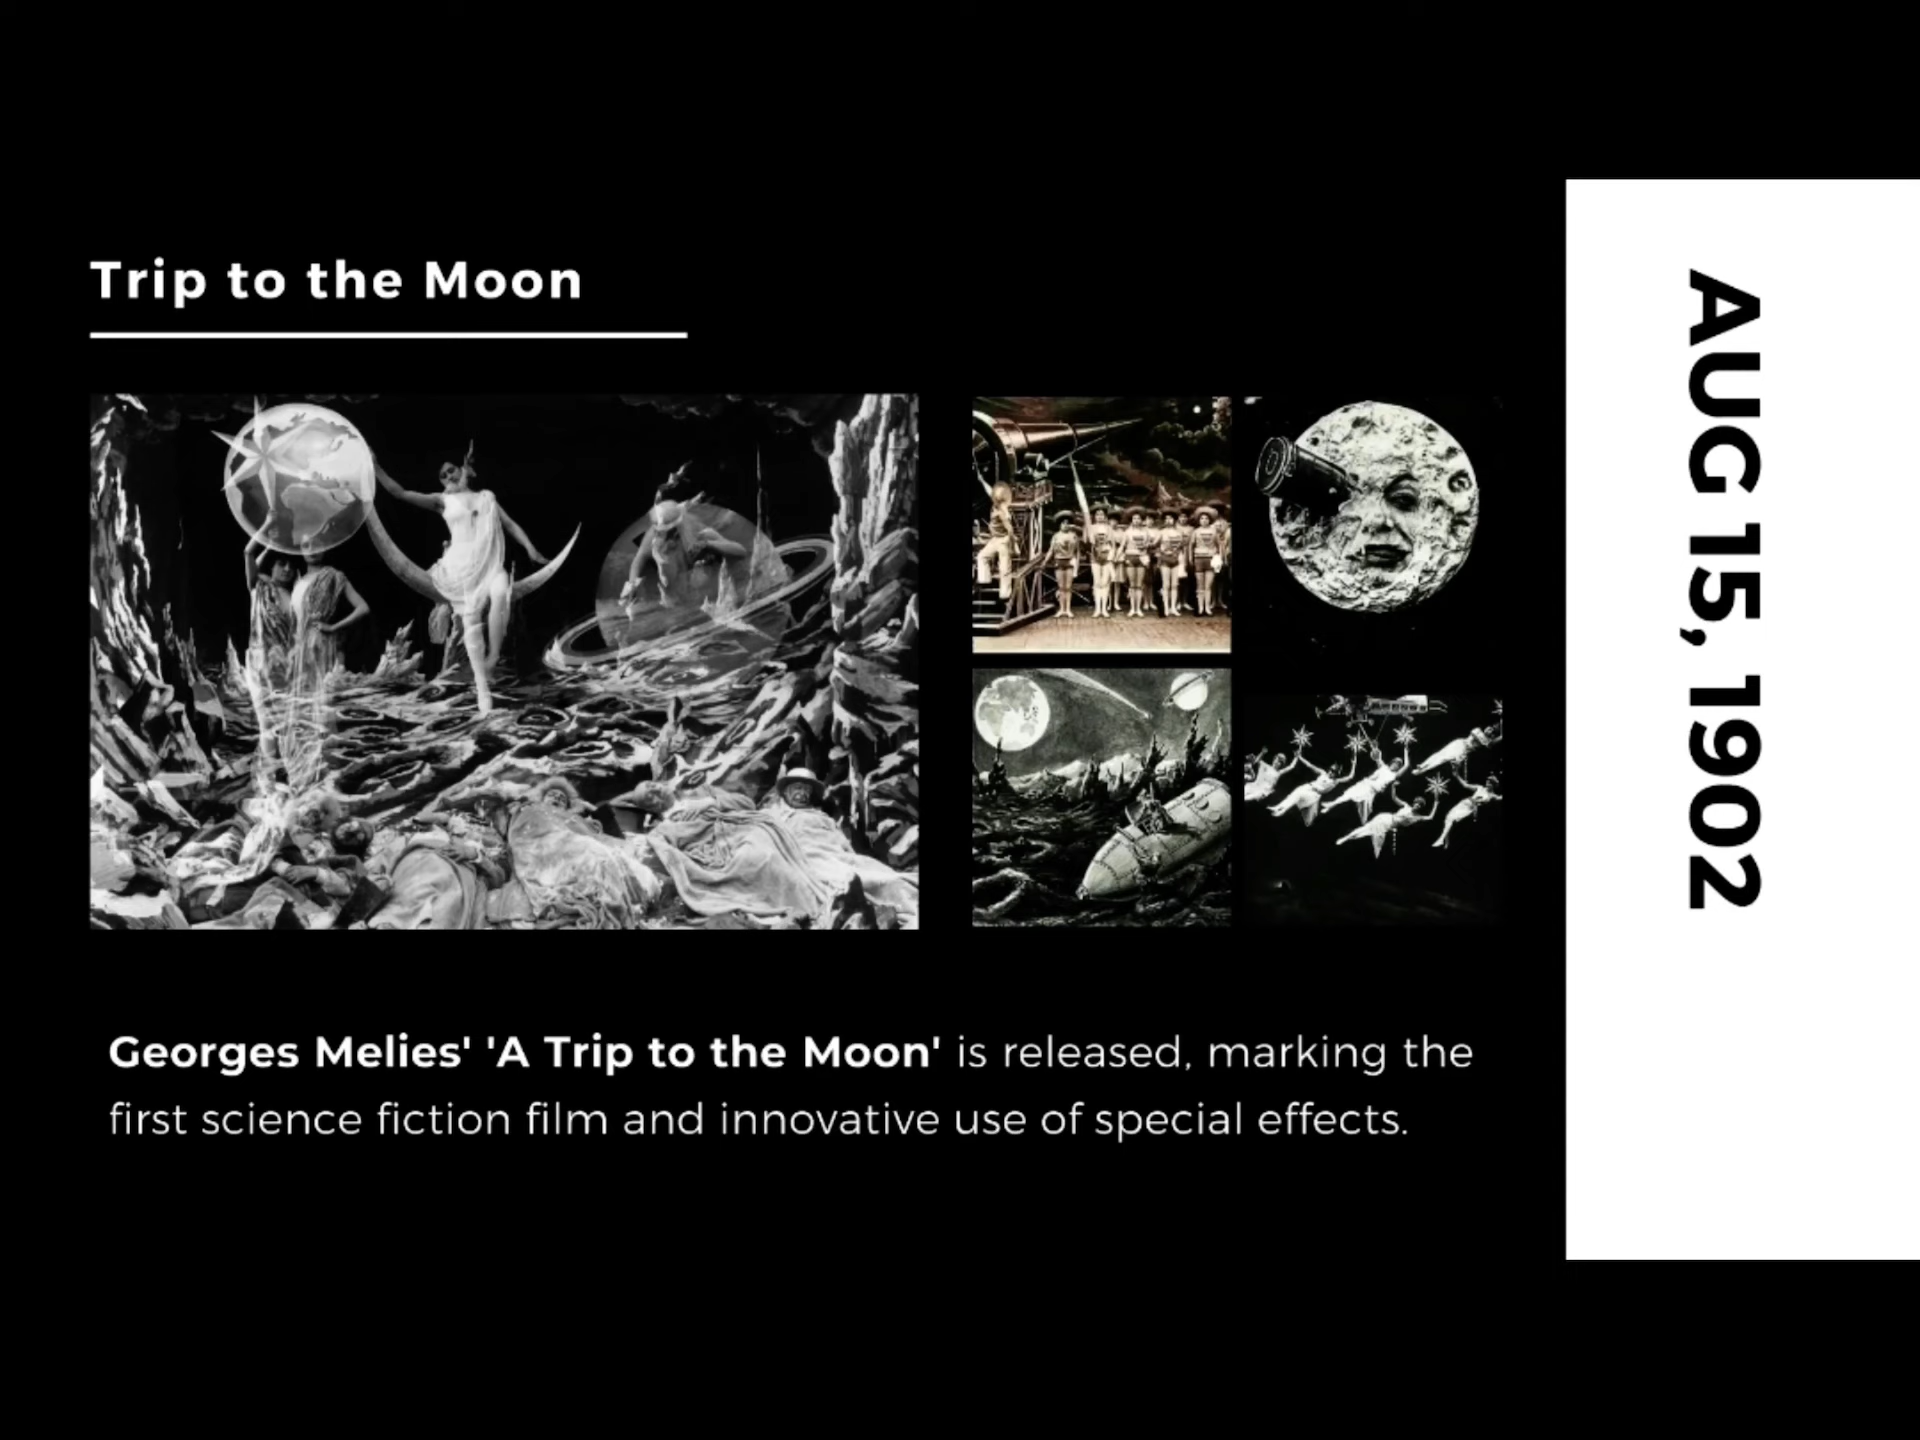 Trip to the Moon
AUG 15, 1902
Georges Melies' 'A Trip to the Moon' is released, marking the
first science fiction film and innovative use of special effects.